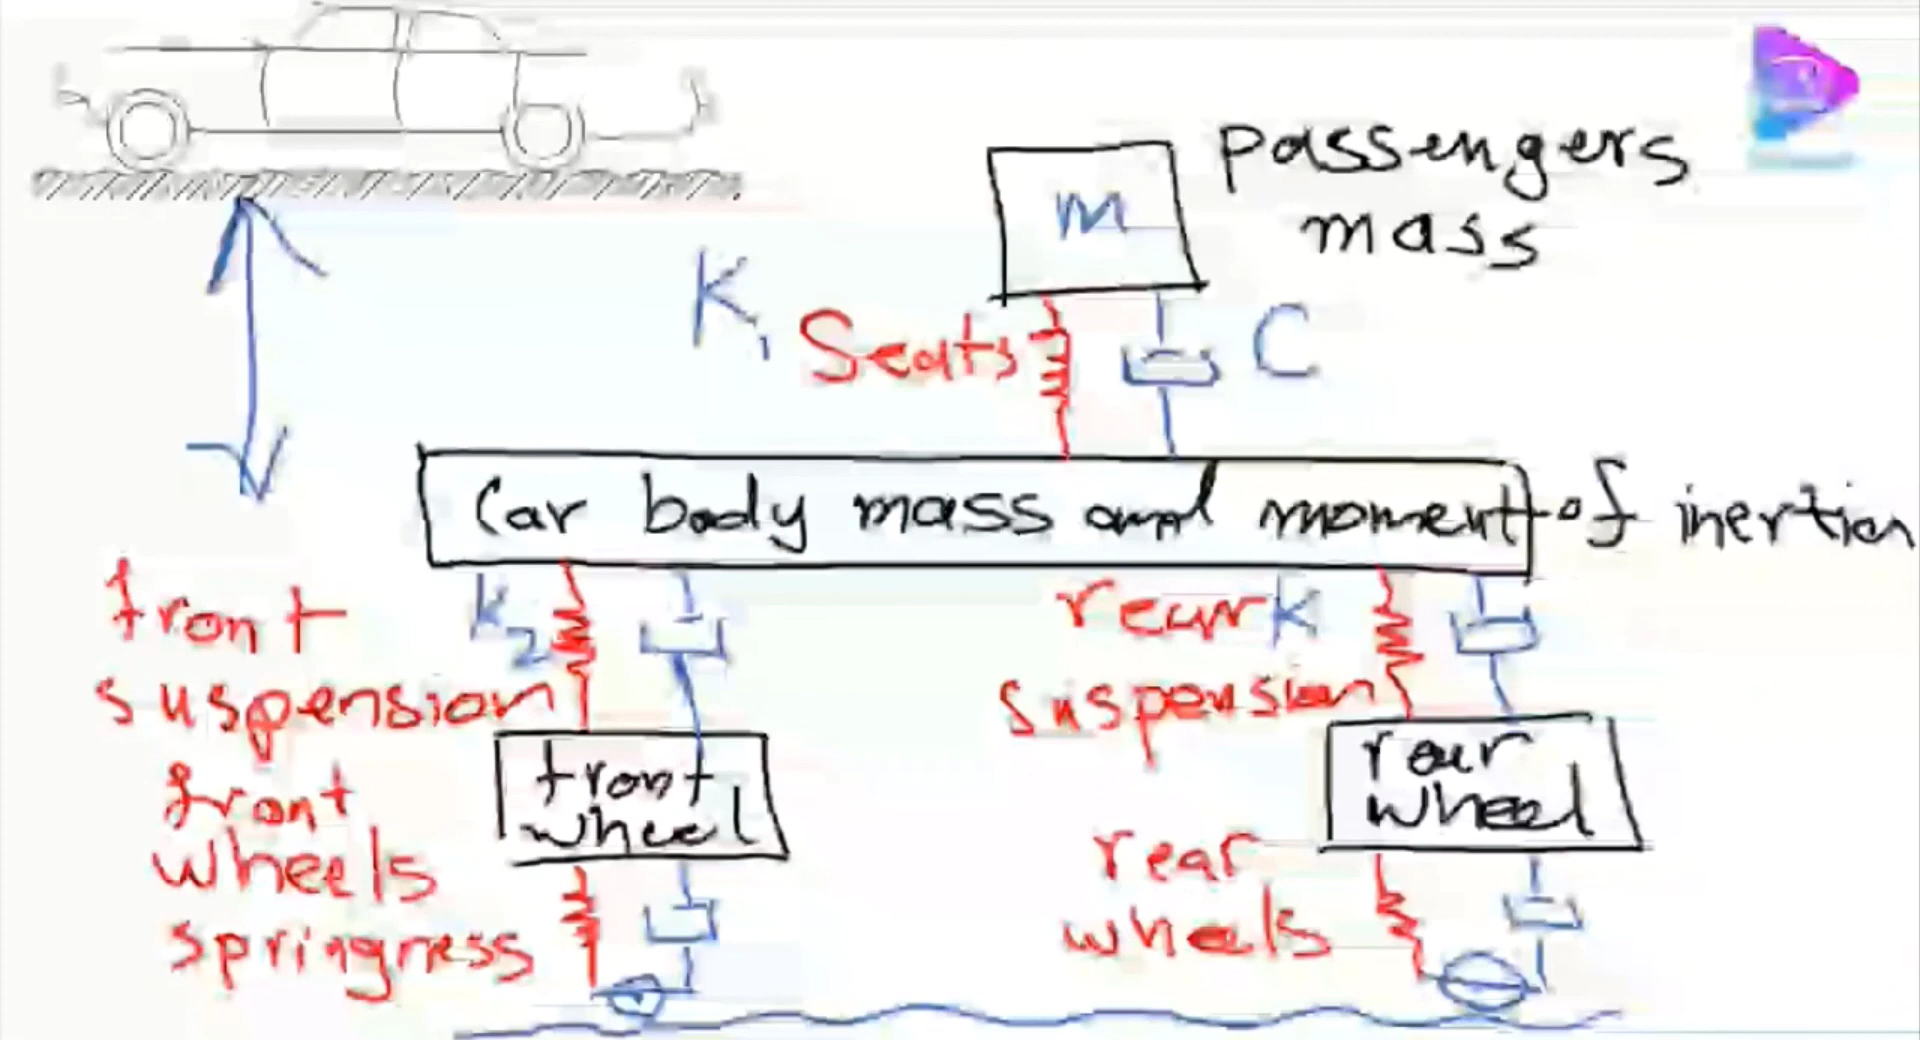 passengers
mass
m
K1
Seats
C
Car body mass and moment of inertia
front
suspension
K2
rear K
suspension
front
wheel
rear
wheel
front
wheels
springness
rear
wheels